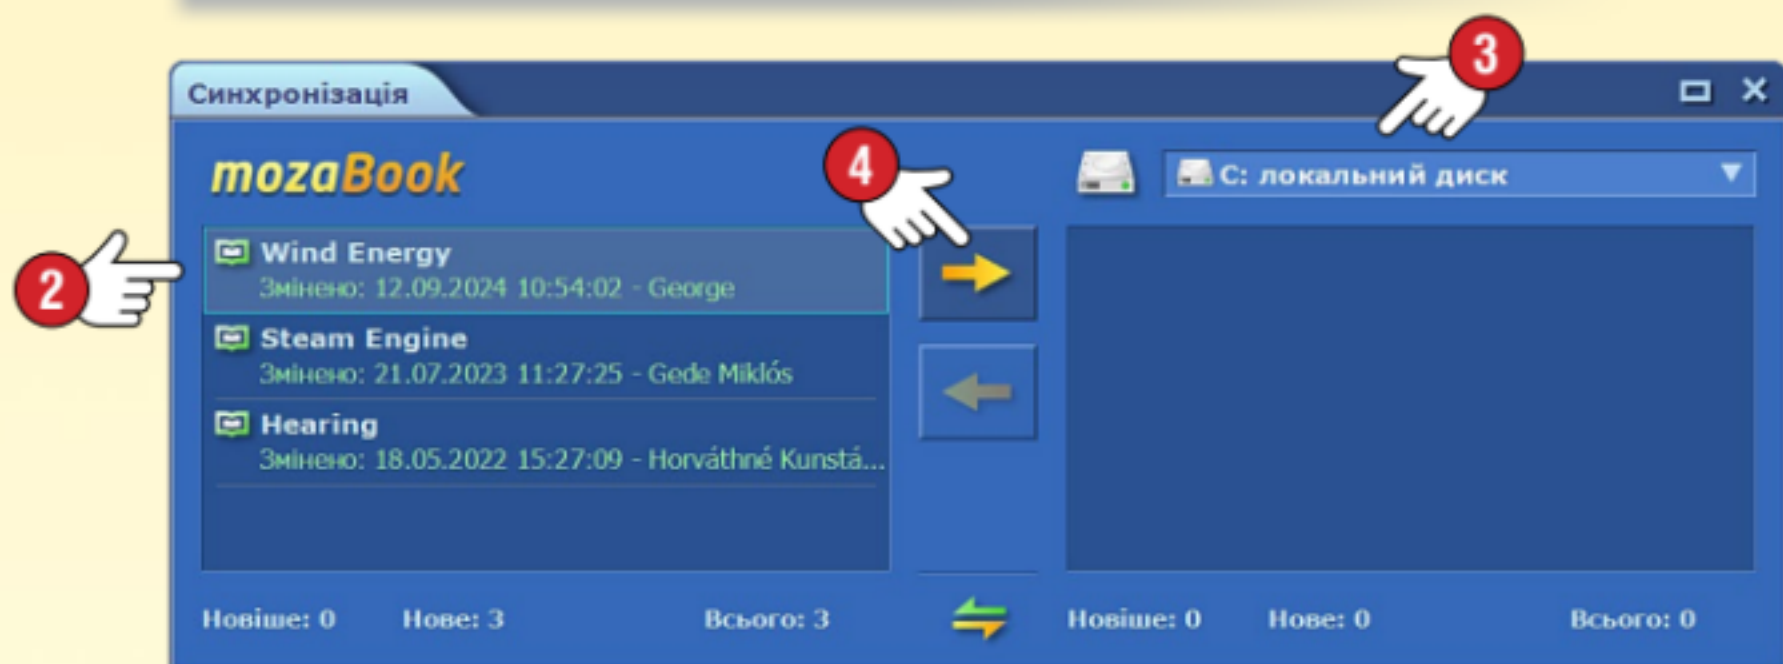 3
Синхронізація
4
mozaBook
C: локальний диск
2
Wind Energy
Змінено: 12.09.2024 10:54:02 - George
Steam Engine
Змінено: 21.07.2023 11:27:25 - Gede Miklós
Hearing
Змінено: 18.05.2022 15:27:09 - Horváthné Kunstá...
Новіше: 0 Нове: 3 Всього: 3
Новіше: 0 Нове: 0 Всього: 0